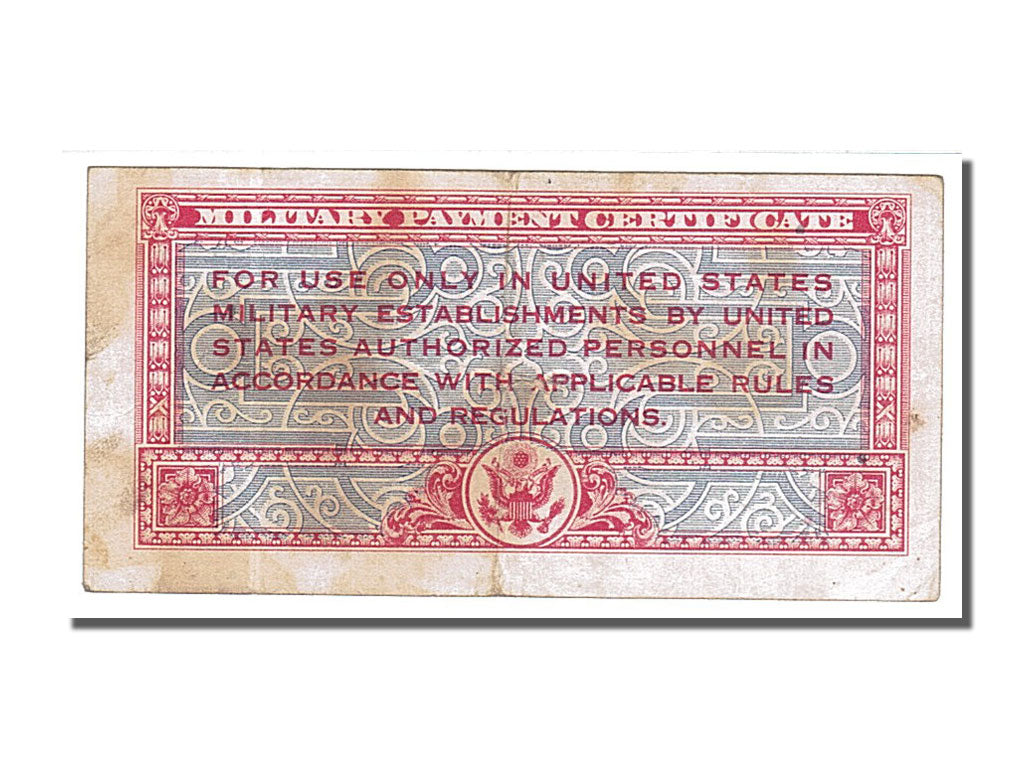 MILITARY PAYMENT CERTIFICATE
FOR USE ONLY IN UNITED STATES
MILITARY ESTABLISHMENTS BY UNITED
STATES AUTHORIZED PERSONNEL IN
ACCORDANCE WITH APPLICABLE RULES
AND REGULATIONS.